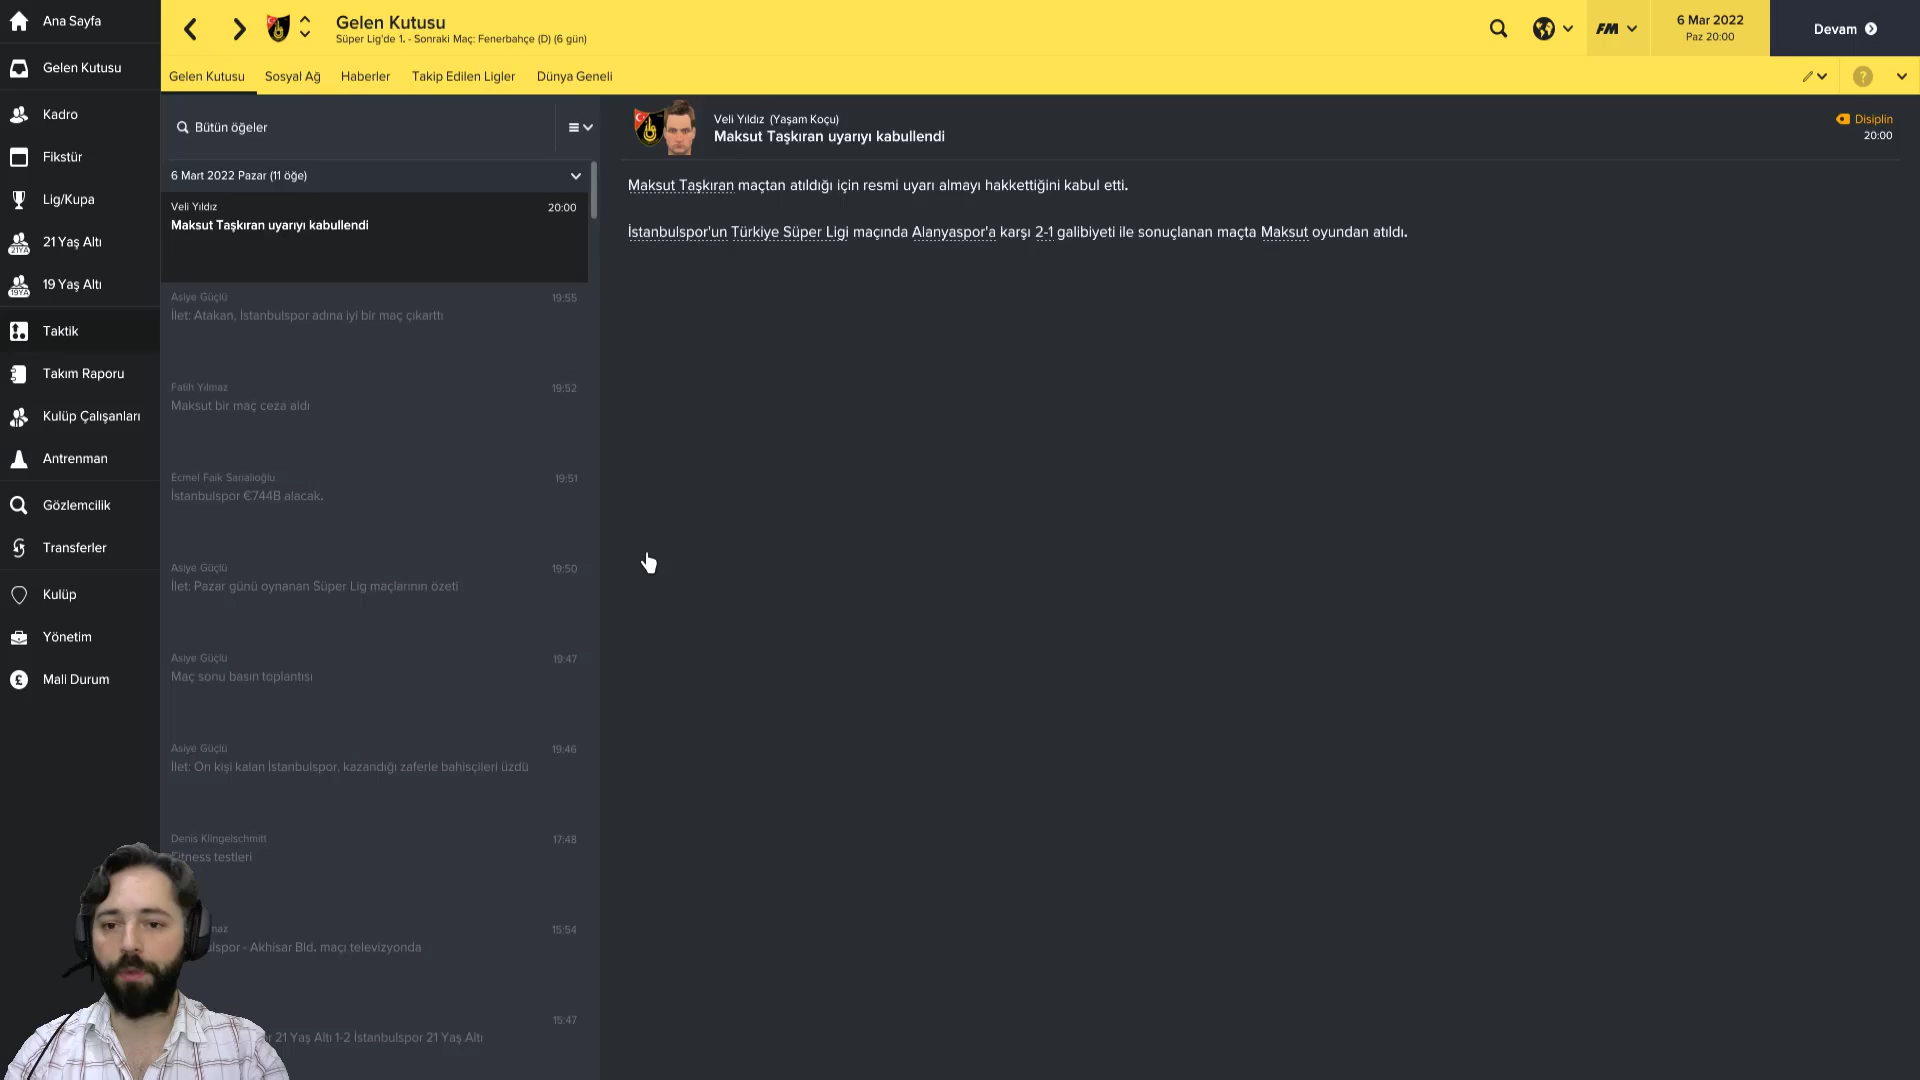 Ana Sayfa
Gelen Kutusu
Kadro
Fikstür
Lig/Kupa
21 Yaş Altı
19 Yaş Altı
Taktik
Takım Raporu
Kulüp Çalışanları
Antrenman
Gözlemcilik
Transferler
Kulüp
Yönetim
Mali Durum
Gelen Kutusu
Süper Lig'de 1. - Sonraki Maç: Fenerbahçe (D) (6 gün)
FM
6 Mar 2022
Paz 20:00
Devam
Gelen Kutusu Sosyal Ağ Haberler Takip Edilen Ligler Dünya Geneli
Bütün öğeler
6 Mart 2022 Pazar (11 öğe)
Veli Yıldız 20:00
Maksut Taşkıran uyarıyı kabullendi
Asiye Güçlü 19:55
İlet: Atakan, İstanbulspor adına iyi bir maç çıkarttı
Fatih Yılmaz 19:52
Maksut bir maç ceza aldı
Ecmel Faik Sarıalioğlu 19:51
İstanbulspor €744B alacak.
Asiye Güçlü 19:50
İlet: Pazar günü oynanan Süper Lig maçlarının özeti
Asiye Güçlü 19:47
Maç sonu basın toplantısı
Asiye Güçlü 19:46
İlet: On kişi kalan İstanbulspor, kazandığı zaferle bahisçileri üzdü
Denis Klingelschmitt 17:48
Fitness testleri
15:54
- Akhisar Bld. maçı televizyonda
15:47
21 Yaş Altı 1-2 İstanbulspor 21 Yaş Altı
Veli Yıldız (Yaşam Koçu)
Maksut Taşkıran uyarıyı kabullendi
Disiplin
20:00
Maksut Taşkıran maçtan atıldığı için resmi uyarı almayı hakkettiğini kabul etti.
İstanbulspor'un Türkiye Süper Ligi maçında Alanyaspor'a karşı 2-1 galibiyeti ile sonuçlanan maçta Maksut oyundan atıldı.